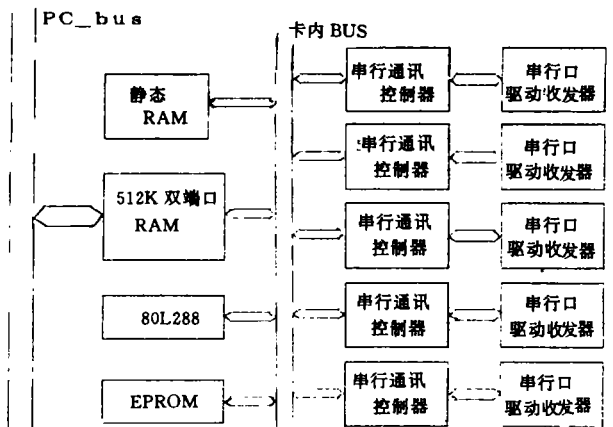 PC_bus
卡内 BUS
静态
RAM
512K 双端口
RAM
80L288
EPROM
串行通讯
控制器
串行口
驱动收发器
串行通讯
控制器
串行口
驱动收发器
串行通讯
控制器
串行口
驱动收发器
串行通讯
控制器
串行口
驱动收发器
串行通讯
控制器
串行口
驱动收发器